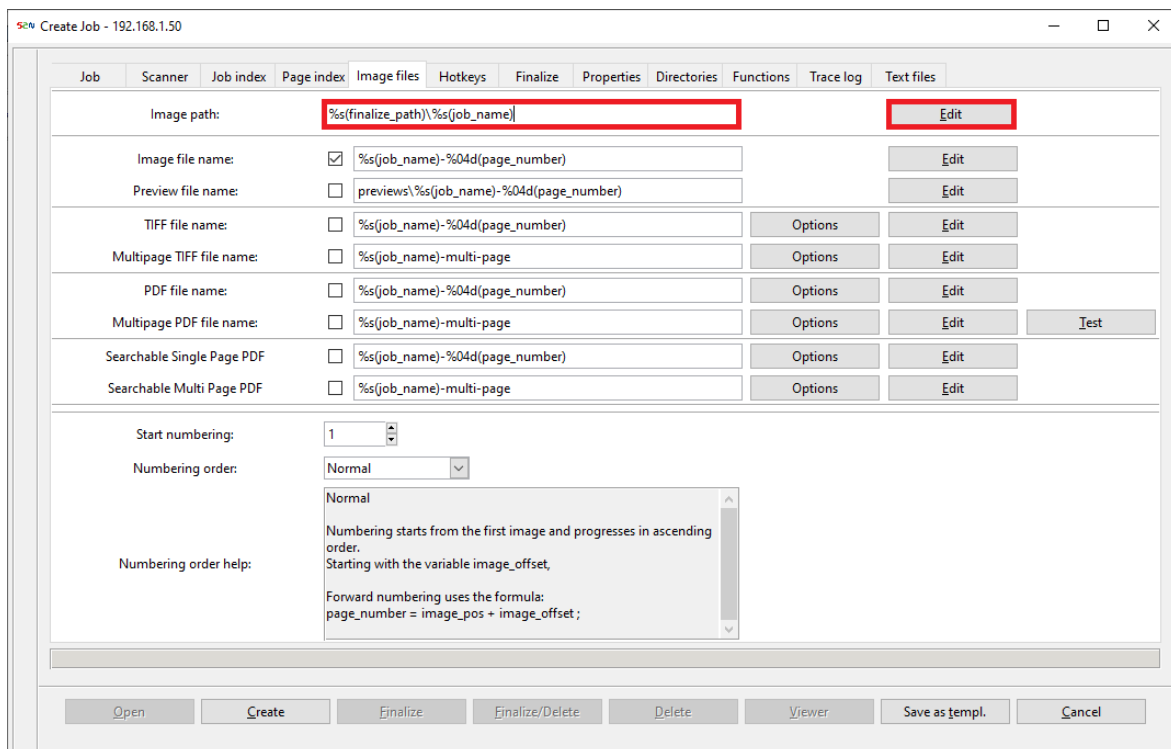 S2N Create Job - 192.168.1.50
Job Scanner Job index Page index Image files Hotkeys Finalize Properties Directories Functions Trace log Text files
Image path: %s(finalize_path)\%s(job_name) Edit
Image file name: %s(job_name)-%04d(page_number) Edit
Preview file name: previews\%s(job_name)-%04d(page_number) Edit
TIFF file name: %s(job_name)-%04d(page_number) Options Edit
Multipage TIFF file name: %s(job_name)-multi-page Options Edit
PDF file name: %s(job_name)-%04d(page_number) Options Edit
Multipage PDF file name: %s(job_name)-multi-page Options Edit Test
Searchable Single Page PDF %s(job_name)-%04d(page_number) Options Edit
Searchable Multi Page PDF %s(job_name)-multi-page Options Edit
Start numbering: 1
Numbering order: Normal
Normal
Numbering starts from the first image and progresses in ascending
order.
Numbering order help: Starting with the variable image_offset,
Forward numbering uses the formula:
page_number = image_pos + image_offset ;
Open Create Finalize Finalize/Delete Delete Viewer Save as templ. Cancel